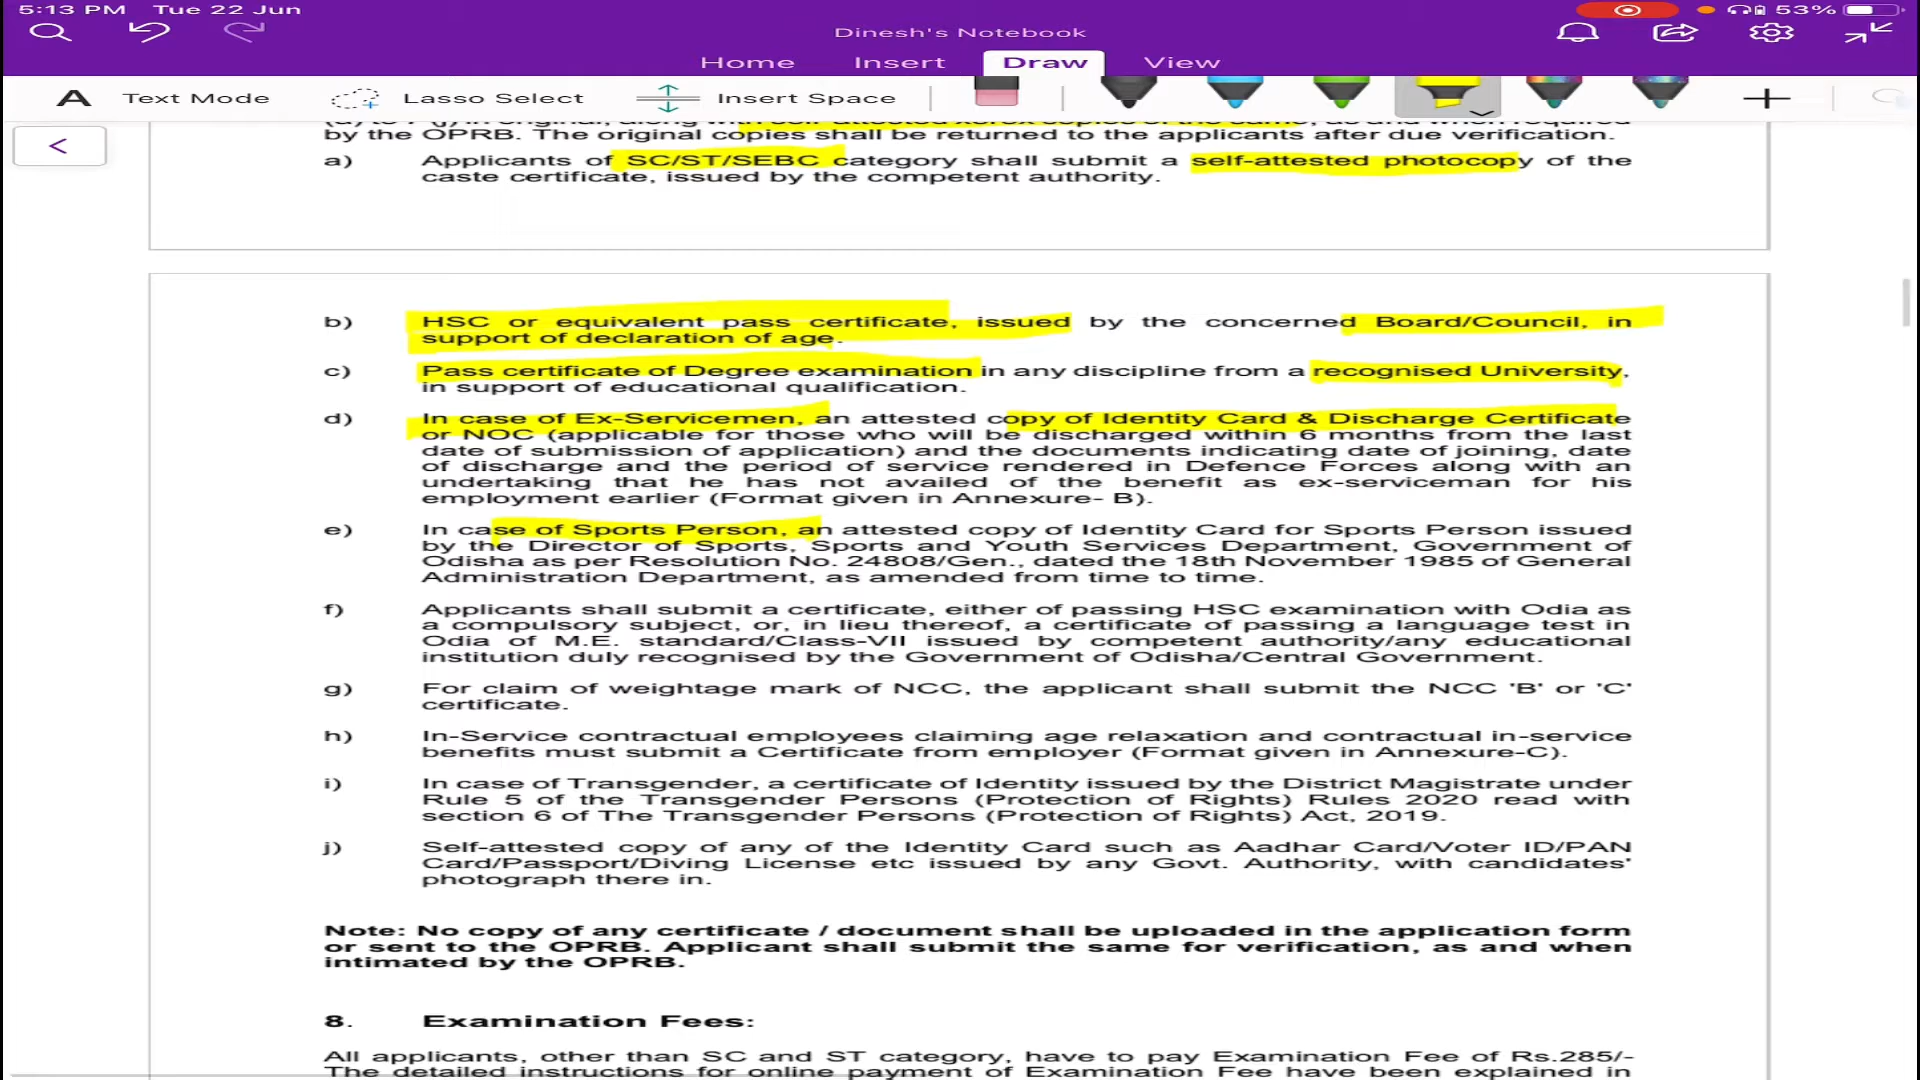 5:13 PM Tue 22 Jun
53%
Dinesh's Notebook
Home Insert Draw View
A Text Mode Lasso Select Insert Space
by the OPRB. The original copies shall be returned to the applicants after due verification.
a) Applicants of SC/ST/SEBC category shall submit a self-attested photocopy of the
caste certificate, issued by the competent authority.
b) HSC or equivalent pass certificate, issued by the concerned Board/Council, in
support of declaration of age.
c) Pass certificate of Degree examination in any discipline from a recognised University,
in support of educational qualification.
d) In case of Ex-Servicemen, an attested copy of Identity Card & Discharge Certificate
or NOC (applicable for those who will be discharged within 6 months from the last
date of submission of application) and the documents indicating date of joining, date
of discharge and the period of service rendered in Defence Forces along with an
undertaking that he has not availed of the benefit as ex-serviceman for his
employment earlier (Format given in Annexure- B).
e) In case of Sports Person, an attested copy of Identity Card for Sports Person issued
by the Director of Sports, Sports and Youth Services Department, Government of
Odisha as per Resolution No. 24808/Gen., dated the 18th November 1985 of General
Administration Department, as amended from time to time.
f) Applicants shall submit a certificate, either of passing HSC examination with Odia as
a compulsory subject, or, in lieu thereof, a certificate of passing a language test in
Odia of M.E. standard/Class-VII issued by competent authority/any educational
institution duly recognised by the Government of Odisha/Central Government.
g) For claim of weightage mark of NCC, the applicant shall submit the NCC 'B' or 'C'
certificate.
h) In-Service contractual employees claiming age relaxation and contractual in-service
benefits must submit a Certificate from employer (Format given in Annexure-C).
i) In case of Transgender, a certificate of Identity issued by the District Magistrate under
Rule 5 of the Transgender Persons (Protection of Rights) Rules 2020 read with
section 6 of The Transgender Persons (Protection of Rights) Act, 2019.
j) Self-attested copy of any of the Identity Card such as Aadhar Card/Voter ID/PAN
Card/Passport/Diving License etc issued by any Govt. Authority, with candidates'
photograph there in.
Note: No copy of any certificate / document shall be uploaded in the application form
or sent to the OPRB. Applicant shall submit the same for verification, as and when
intimated by the OPRB.
8. Examination Fees:
All applicants, other than SC and ST category, have to pay Examination Fee of Rs.285/-
The detailed instructions for online payment of Examination Fee have been explained in